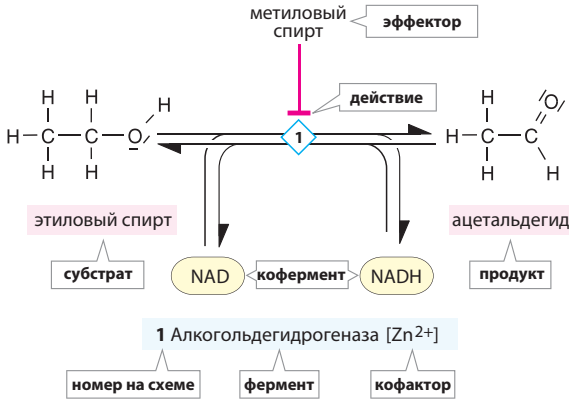 метиловый
спирт
эффектор
действие
1
H H H
H C C O
H H
H O
H C C
H H
этиловый спирт
ацетальдегид
субстрат
NAD
кофермент
NADH
продукт
1 Алкогольдегидрогеназа [Zn2+]
номер на схеме
фермент
кофактор